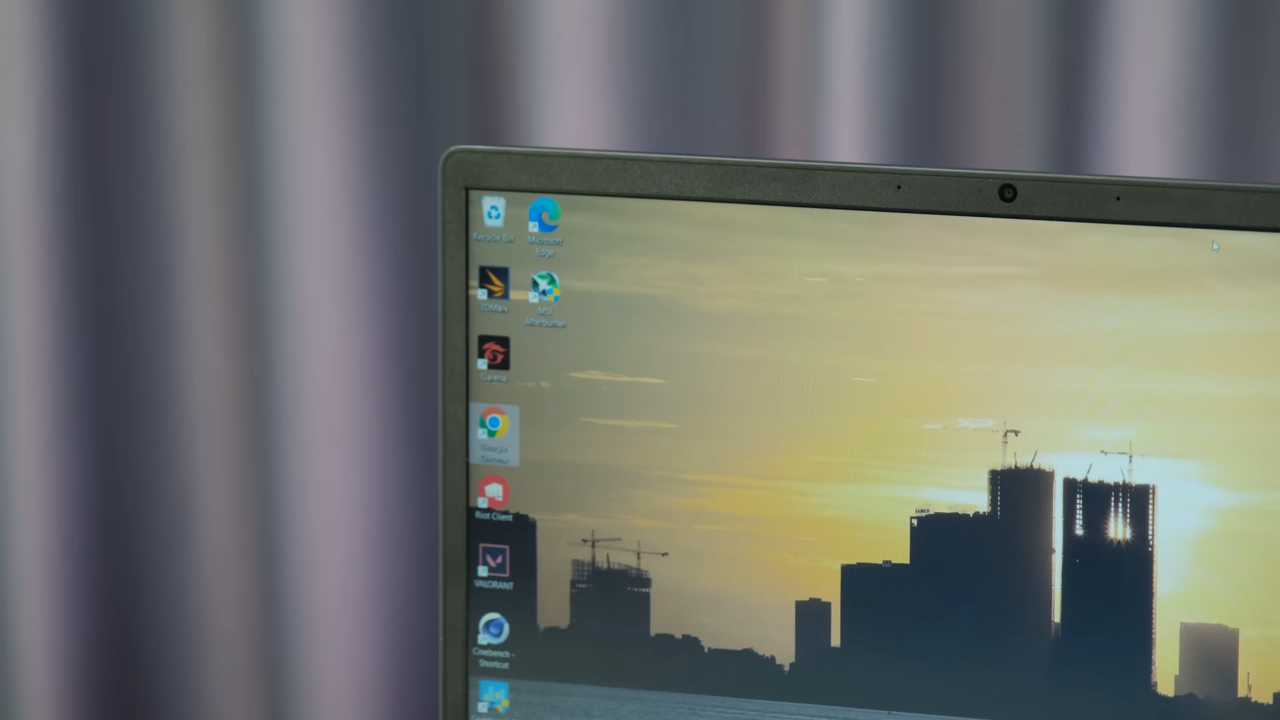 Recycle Bin
Microsoft
Edge
3DMark
MSI
Afterburner
Garena
Google
Chrome
Riot Client
VALORANT
Cinebench -
Shortcut